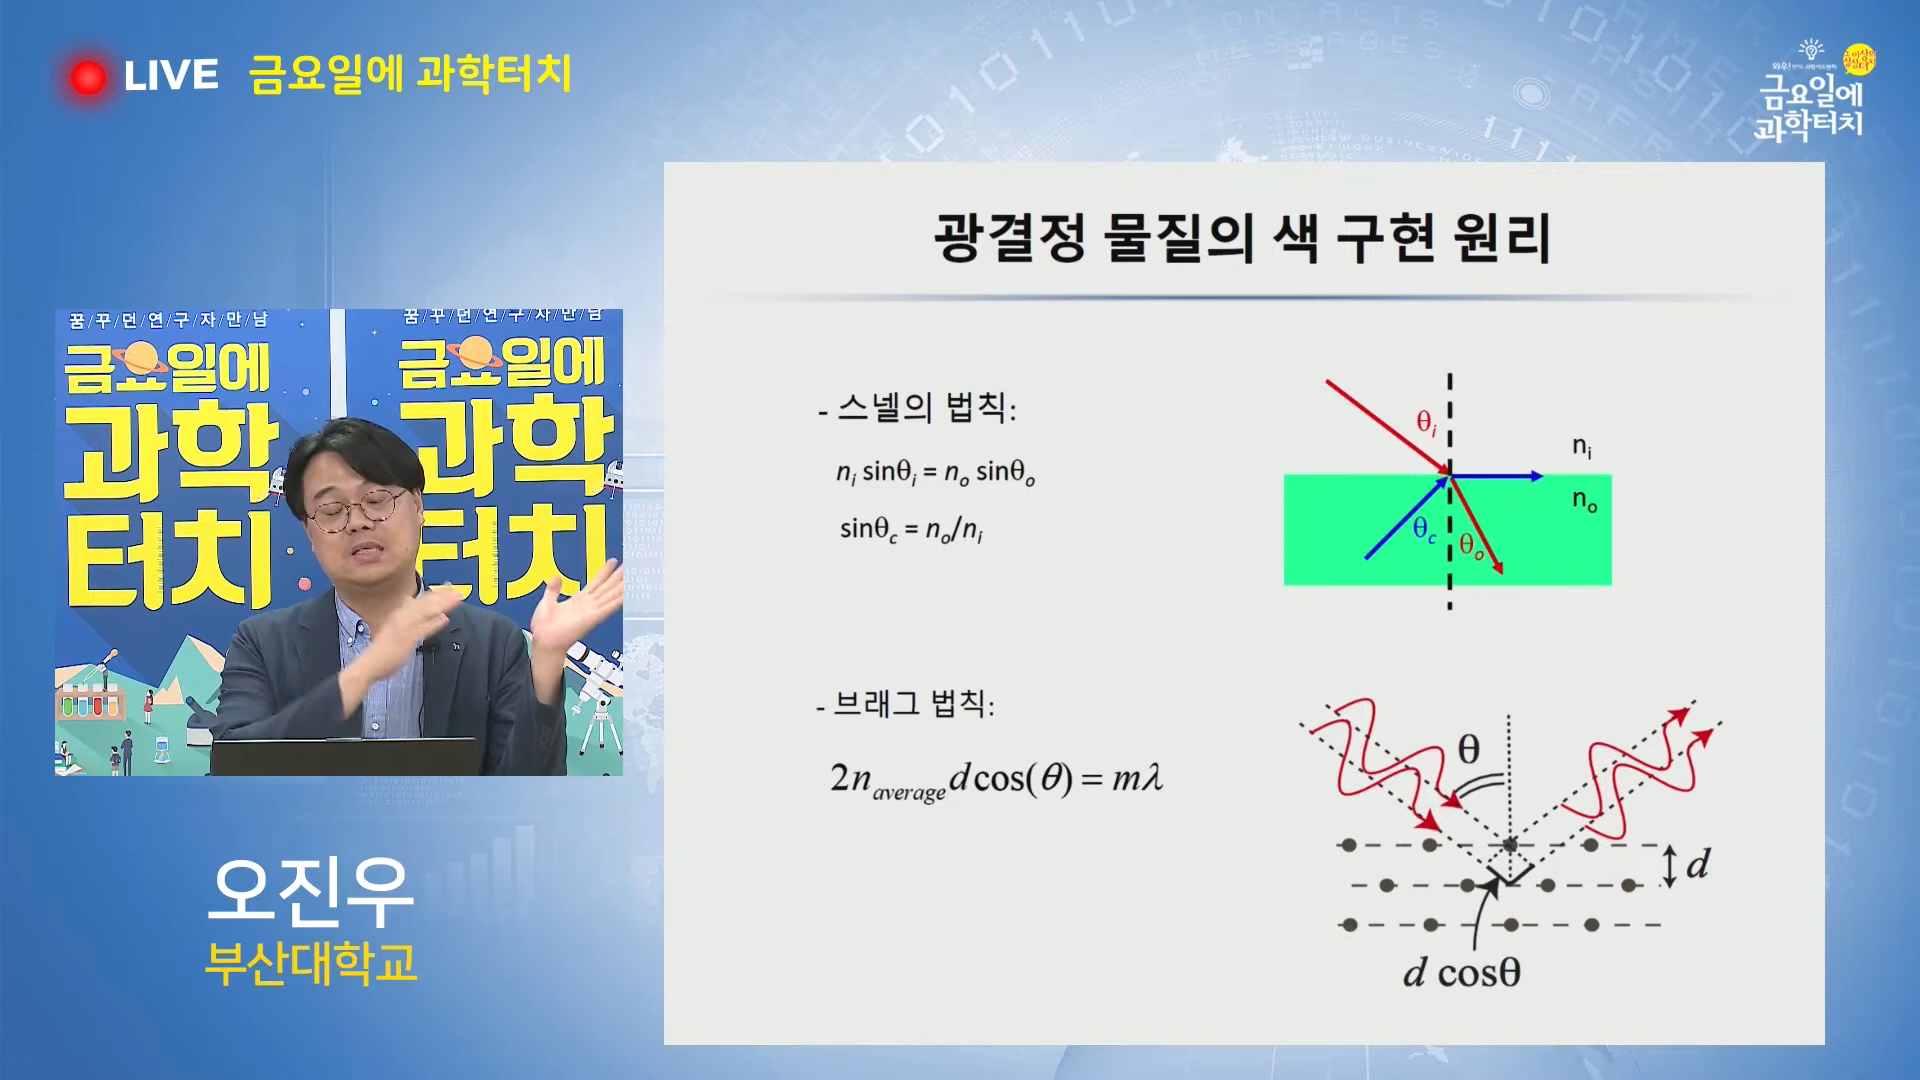 LIVE 금요일에 과학터치
금요일에
과학터치
광결정 물질의 색 구현 원리
- 스넬의 법칙:
nᵢ sinθᵢ = nₒ sinθₒ
sinθ_c = nₒ/nᵢ
θᵢ
nᵢ
nₒ
θ_c
θₒ
- 브래그 법칙:
2n_average d cos(θ) = mλ
θ
d
d cosθ
꿈/꾸/던/연/구/자/만/남
금요일에
과학
터치
꿈/꾸/던/연/구/자/만/남
금요일에
과학
터치
오진우
부산대학교